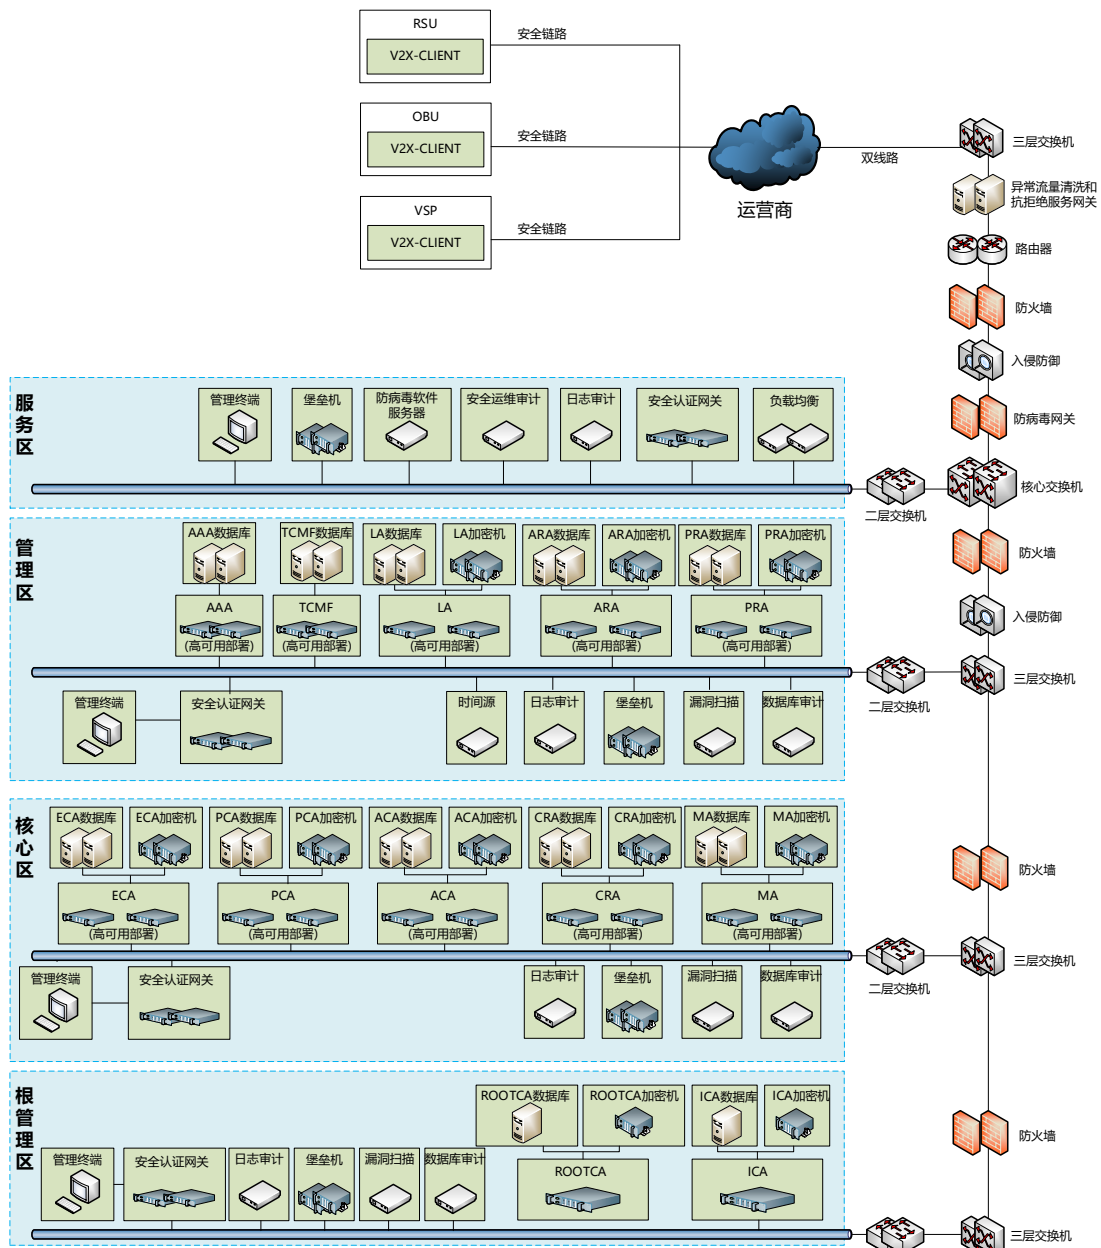 RSU
V2X-CLIENT
安全链路
OBU
V2X-CLIENT
安全链路
VSP
V2X-CLIENT
安全链路
运营商
双线路
三层交换机
异常流量清洗和
抗拒绝服务网关
路由器
防火墙
入侵防御
防病毒网关
核心交换机
二层交换机
服务区
管理终端
堡垒机
防病毒软件
服务器
安全运维审计
日志审计
安全认证网关
负载均衡
管理区
AAA数据库
TCMF数据库
LA数据库
LA加密机
ARA数据库
ARA加密机
PRA数据库
PRA加密机
防火墙
AAA
(高可用部署)
TCMF
(高可用部署)
LA
(高可用部署)
ARA
(高可用部署)
PRA
(高可用部署)
入侵防御
三层交换机
二层交换机
管理终端
安全认证网关
时间源
日志审计
堡垒机
漏洞扫描
数据库审计
核心区
ECA数据库
ECA加密机
PCA数据库
PCA加密机
ACA数据库
ACA加密机
CRA数据库
CRA加密机
MA数据库
MA加密机
防火墙
ECA
(高可用部署)
PCA
(高可用部署)
ACA
(高可用部署)
CRA
(高可用部署)
MA
(高可用部署)
三层交换机
二层交换机
管理终端
安全认证网关
日志审计
堡垒机
漏洞扫描
数据库审计
根管理区
ROOTCA数据库
ROOTCA加密机
ICA数据库
ICA加密机
防火墙
管理终端
安全认证网关
日志审计
堡垒机
漏洞扫描
数据库审计
ROOTCA
ICA
三层交换机